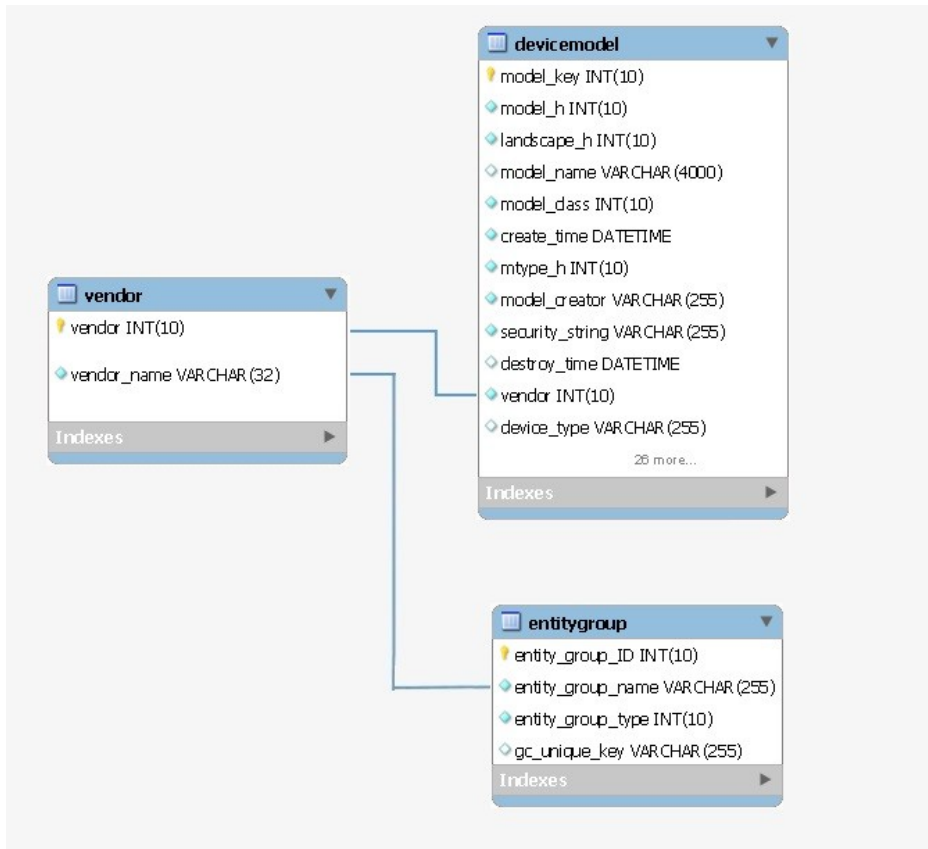 devicemodel
model_key INT(10)
model_h INT(10)
landscape_h INT(10)
model_name VARCHAR(4000)
model_class INT(10)
create_time DATETIME
mtype_h INT(10)
model_creator VARCHAR(255)
security_string VARCHAR(255)
destroy_time DATETIME
vendor INT(10)
device_type VARCHAR(255)
26 more...
Indexes
vendor
vendor INT(10)
vendor_name VARCHAR(32)
Indexes
entitygroup
entity_group_ID INT(10)
entity_group_name VARCHAR(255)
entity_group_type INT(10)
gc_unique_key VARCHAR(255)
Indexes